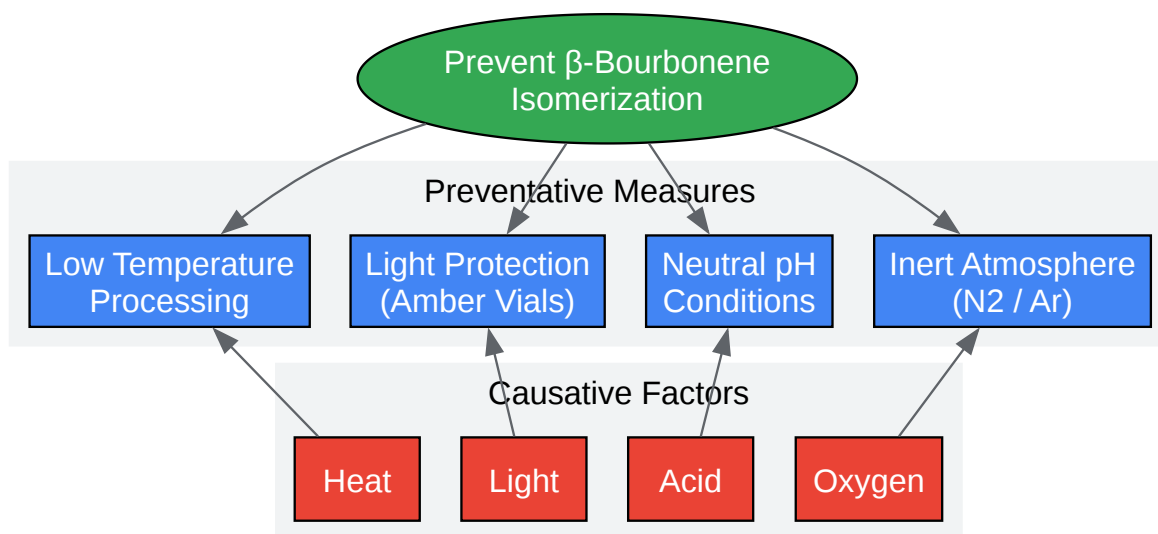 Prevent β-Bourbonene
Isomerization
Preventative Measures
Low Temperature
Processing
Light Protection
(Amber Vials)
Neutral pH
Conditions
Inert Atmosphere
(N2 / Ar)
Causative Factors
Heat
Light
Acid
Oxygen